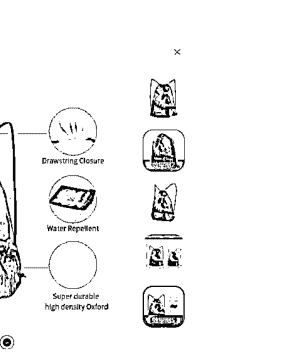 Drawstring Closure
Water Repellent
Super durable
high density Oxford